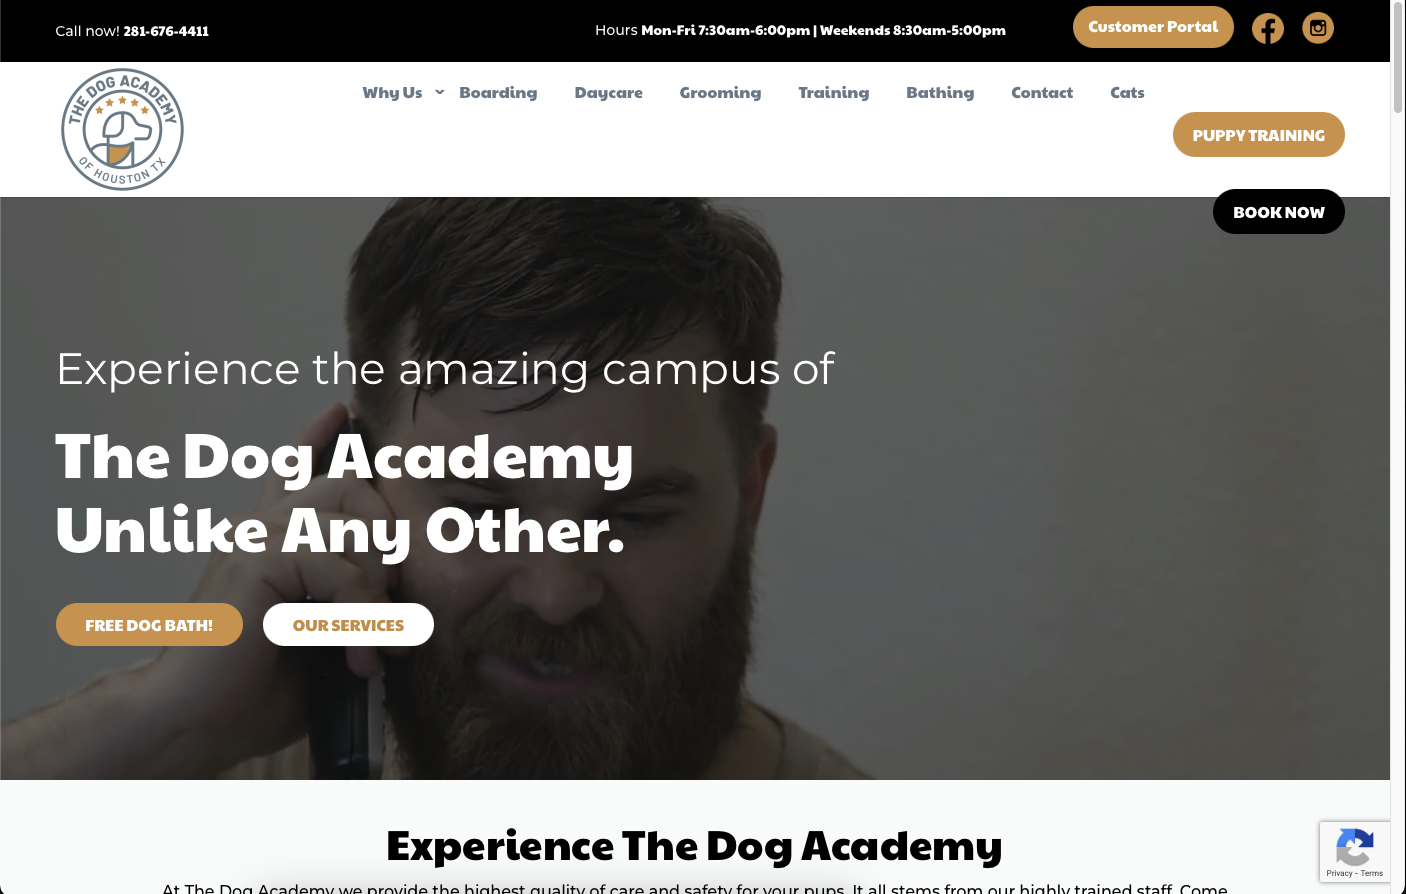 Call now! 281-676-4411
Hours Mon-Fri 7:30am-6:00pm | Weekends 8:30am-5:00pm
Customer Portal
THE DOG ACADEMY
OF HOUSTON TX
Why Us
Boarding
Daycare
Grooming
Training
Bathing
Contact
Cats
PUPPY TRAINING
BOOK NOW
Experience the amazing campus of
The Dog Academy
Unlike Any Other.
FREE DOG BATH!
OUR SERVICES
Experience The Dog Academy
At The Dog Academy we provide the highest quality of care and safety for your pups. It all stems from our highly trained staff. Come
Privacy - Terms